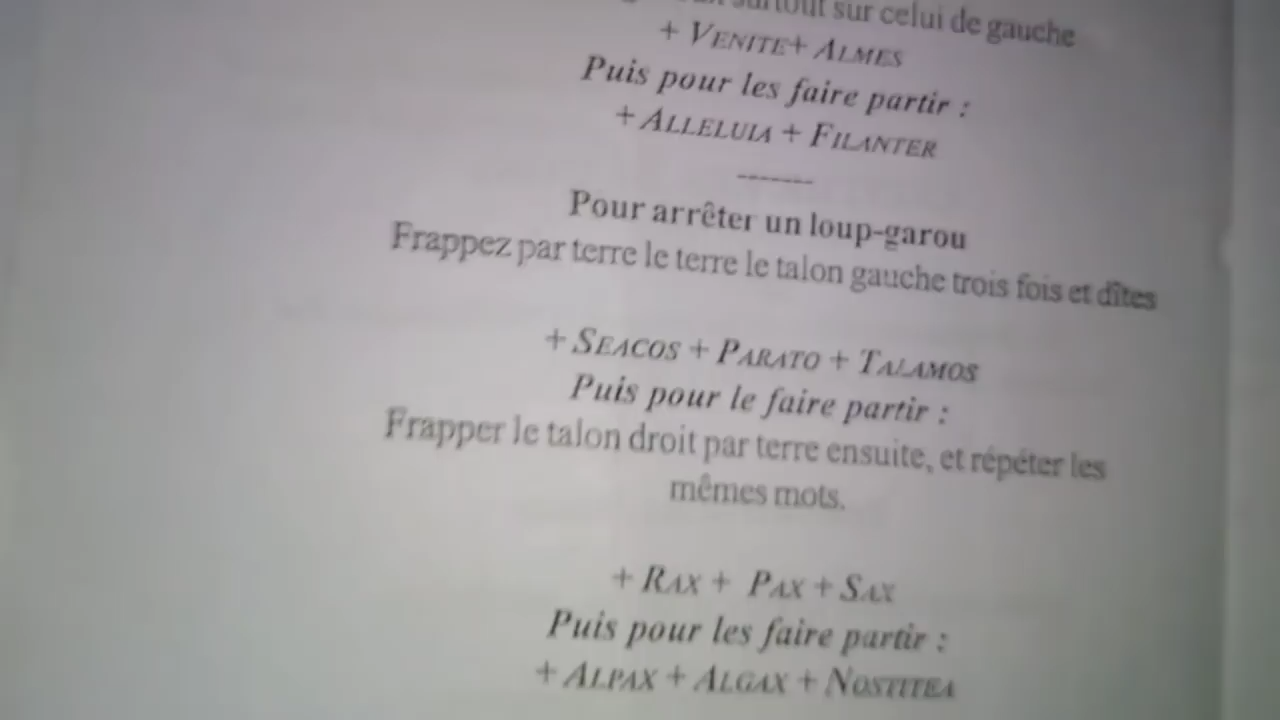 surtout sur celui de gauche
+ VENITE+ ALMES
Puis pour les faire partir :
+ ALLELUIA + FILANTER
-------
Pour arrêter un loup-garou
Frappez par terre le terre le talon gauche trois fois et dîtes
+ SEACOS + PARATO + TALAMOS
Puis pour le faire partir :
Frapper le talon droit par terre ensuite, et répéter les
mêmes mots.
+ RAX + PAX + SAX
Puis pour les faire partir :
+ ALPAX + ALGAX + NOSTITEA